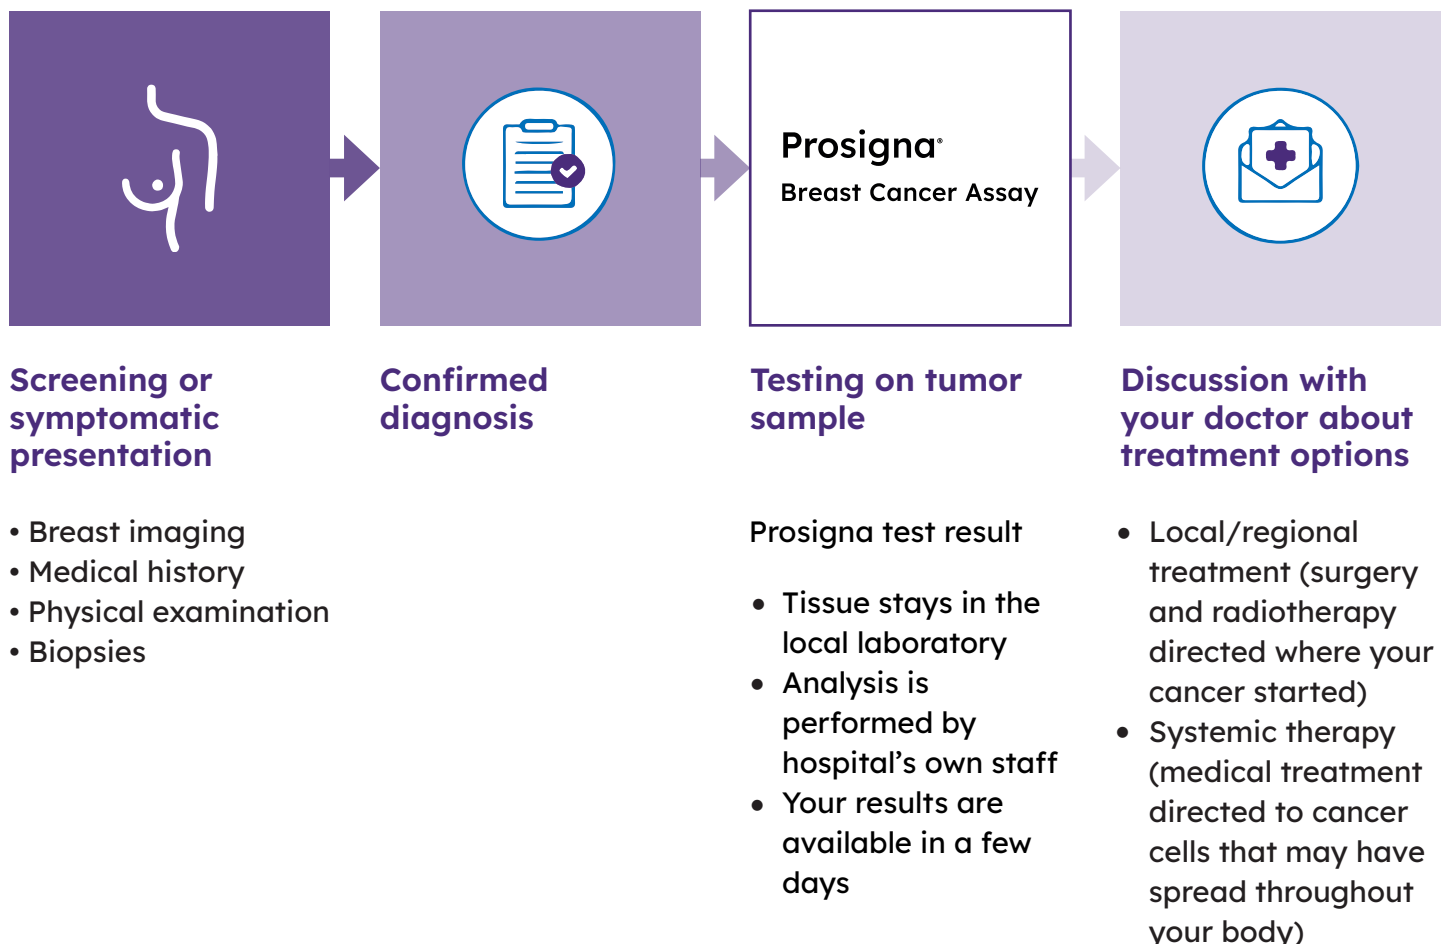 Prosigna®
Breast Cancer Assay
Screening or
symptomatic
presentation
• Breast imaging
• Medical history
• Physical examination
• Biopsies
Confirmed
diagnosis
Testing on tumor
sample
Prosigna test result
• Tissue stays in the
local laboratory
• Analysis is
performed by
hospital’s own staff
• Your results are
available in a few
days
Discussion with
your doctor about
treatment options
• Local/regional
treatment (surgery
and radiotherapy
directed where your
cancer started)
• Systemic therapy
(medical treatment
directed to cancer
cells that may have
spread throughout
your body)